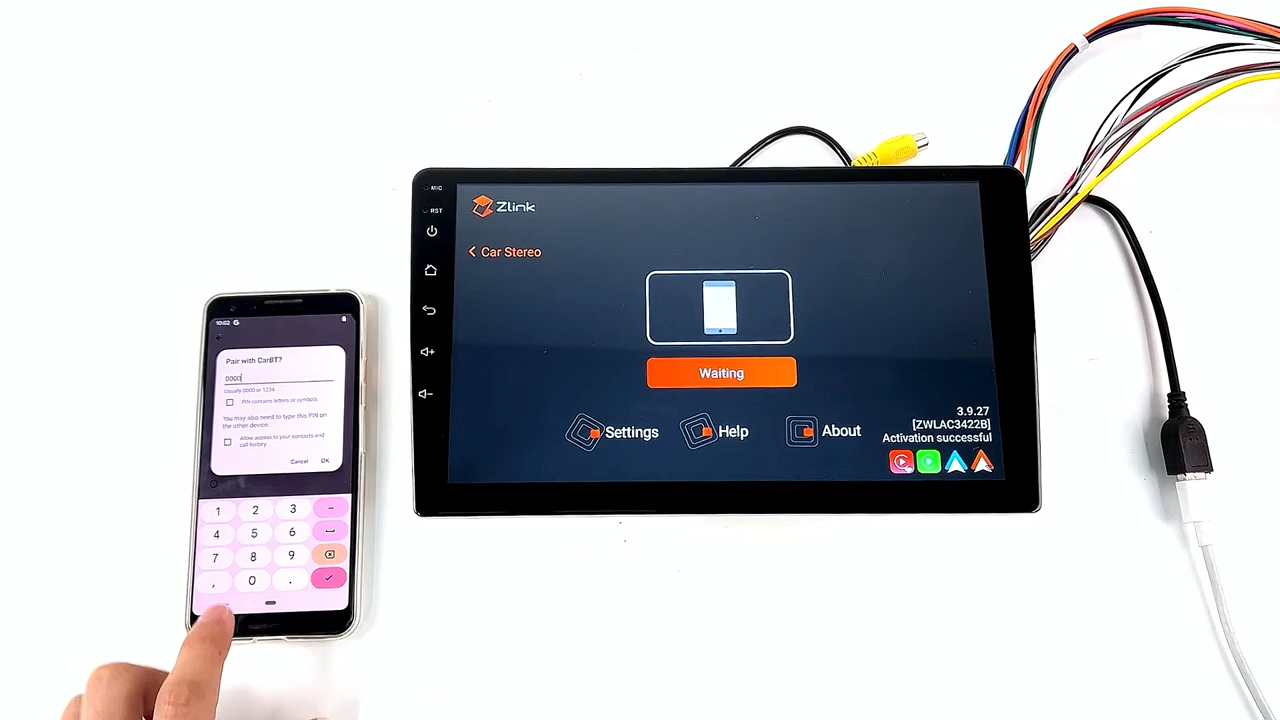 10:02
Pair with CarBT?
0000
Usually 0000 or 1234
PIN contains letters or symbols
You may also need to type this PIN on
the other device.
Allow access to your contacts and
call history
Cancel OK
1 2 3 -
4 5 6
7 8 9
, 0 .
MIC
RST
Zlink
Car Stereo
Waiting
Settings
Help
About
3.9.27
[ZWLAC3422B]
Activation successful